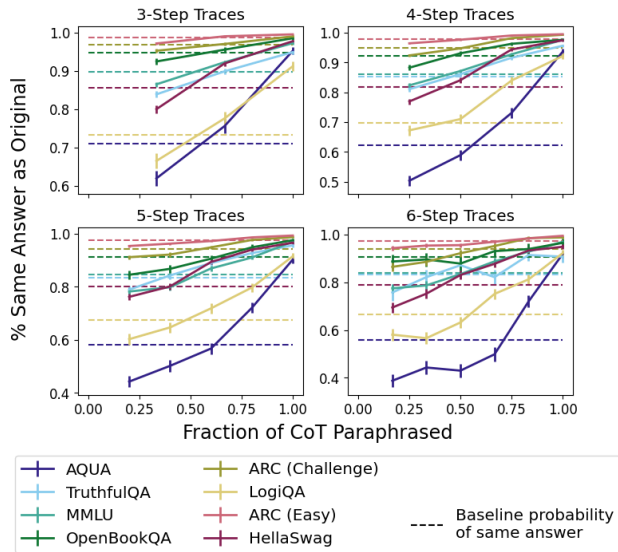 3-Step Traces
4-Step Traces
1.0
0.9
0.8
0.7
0.6
1.0
0.9
0.8
0.7
0.6
0.5
% Same Answer as Original
5-Step Traces
6-Step Traces
1.0
0.8
0.6
0.4
1.0
0.8
0.6
0.4
0.00 0.25 0.50 0.75 1.00
0.00 0.25 0.50 0.75 1.00
Fraction of CoT Paraphrased
AQUA
TruthfulQA
MMLU
OpenBookQA
ARC (Challenge)
LogiQA
ARC (Easy)
HellaSwag
Baseline probability
of same answer